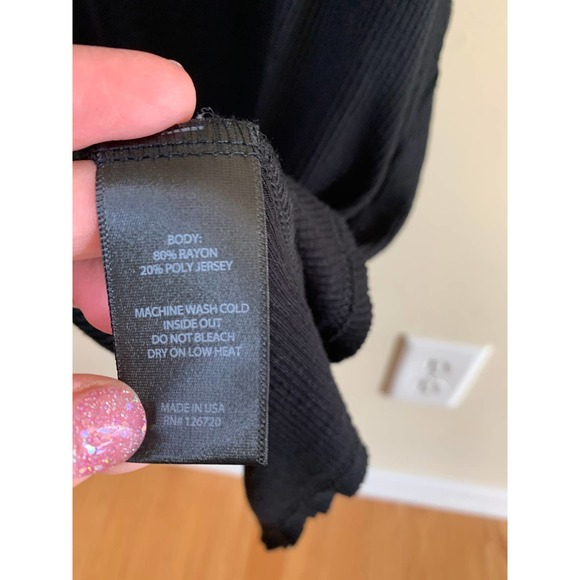 BODY:
80% RAYON
20% POLY JERSEY
MACHINE WASH COLD
INSIDE OUT
DO NOT BLEACH
DRY ON LOW HEAT
MADE IN USA
RN# 126720